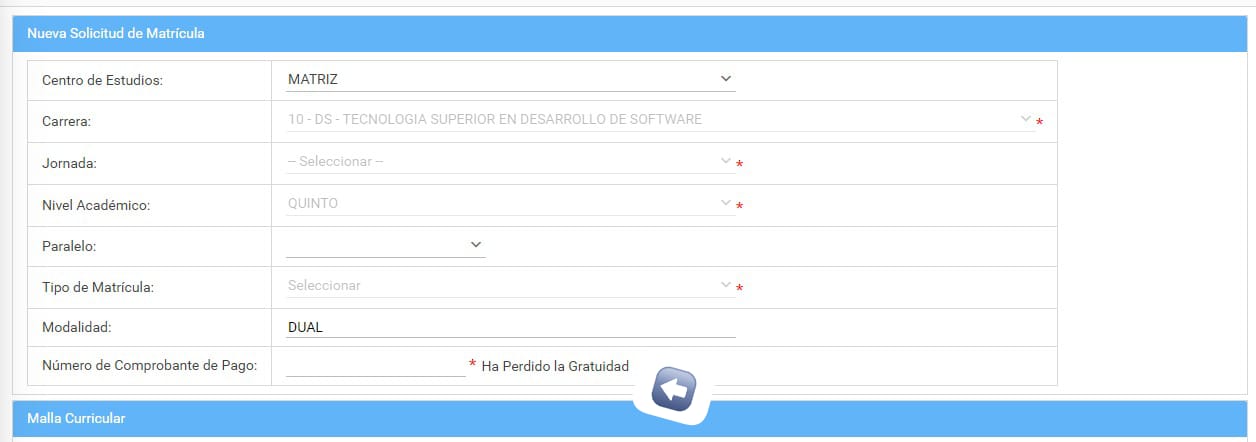 Nueva Solicitud de Matrícula
Centro de Estudios: MATRIZ
Carrera: 10 - DS - TECNOLOGIA SUPERIOR EN DESARROLLO DE SOFTWARE *
Jornada: -- Seleccionar -- *
Nivel Académico: QUINTO *
Paralelo:
Tipo de Matrícula: Seleccionar *
Modalidad: DUAL
Número de Comprobante de Pago: * Ha Perdido la Gratuidad
Malla Curricular